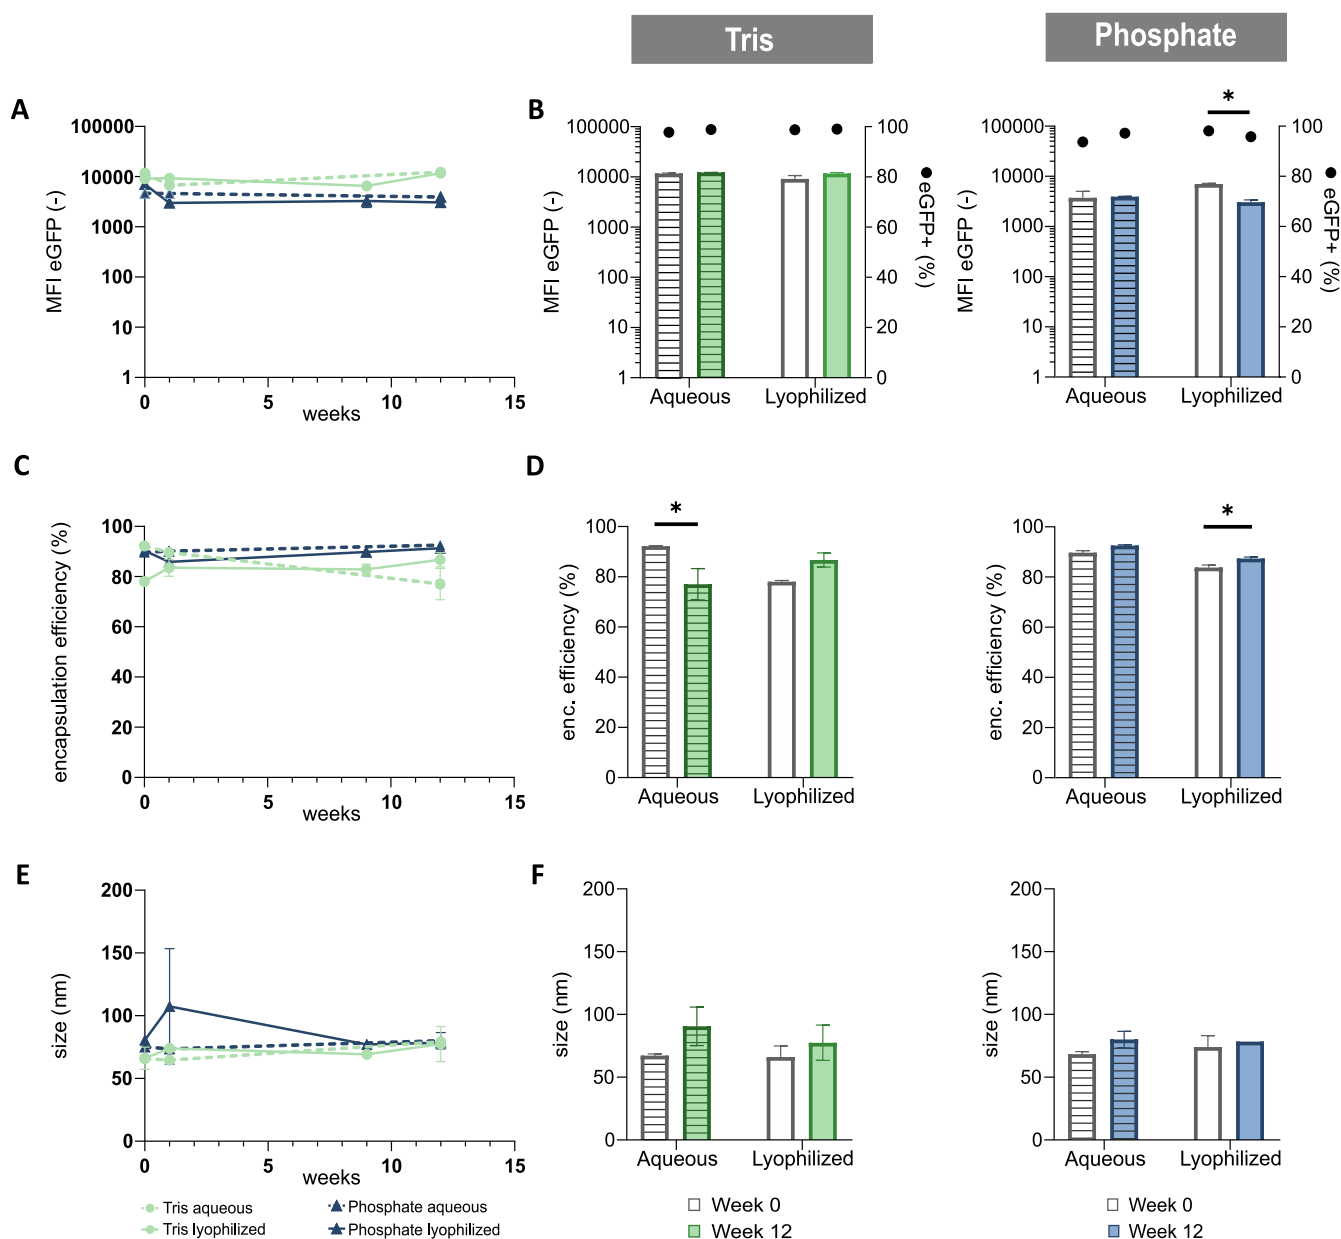 Tris
Phosphate
A
100000
10000
1000
100
10
1
MFI eGFP (-)
0
5
10
15
weeks
B
100000
10000
1000
100
10
1
MFI eGFP (-)
100
80
60
40
20
0
eGFP+ (%)
Aqueous
Lyophilized
*
100000
10000
1000
100
10
1
MFI eGFP (-)
100
80
60
40
20
0
eGFP+ (%)
Aqueous
Lyophilized
C
100
80
60
40
20
0
encapsulation efficiency (%)
0
5
10
15
weeks
D
*
100
80
60
40
20
0
enc. efficiency (%)
Aqueous
Lyophilized
*
100
80
60
40
20
0
enc. efficiency (%)
Aqueous
Lyophilized
E
200
150
100
50
0
size (nm)
0
5
10
15
weeks
F
200
150
100
50
0
size (nm)
Aqueous
Lyophilized
200
150
100
50
0
size (nm)
Aqueous
Lyophilized
Tris aqueous
Phosphate aqueous
Tris lyophilized
Phosphate lyophilized
Week 0
Week 12
Week 0
Week 12